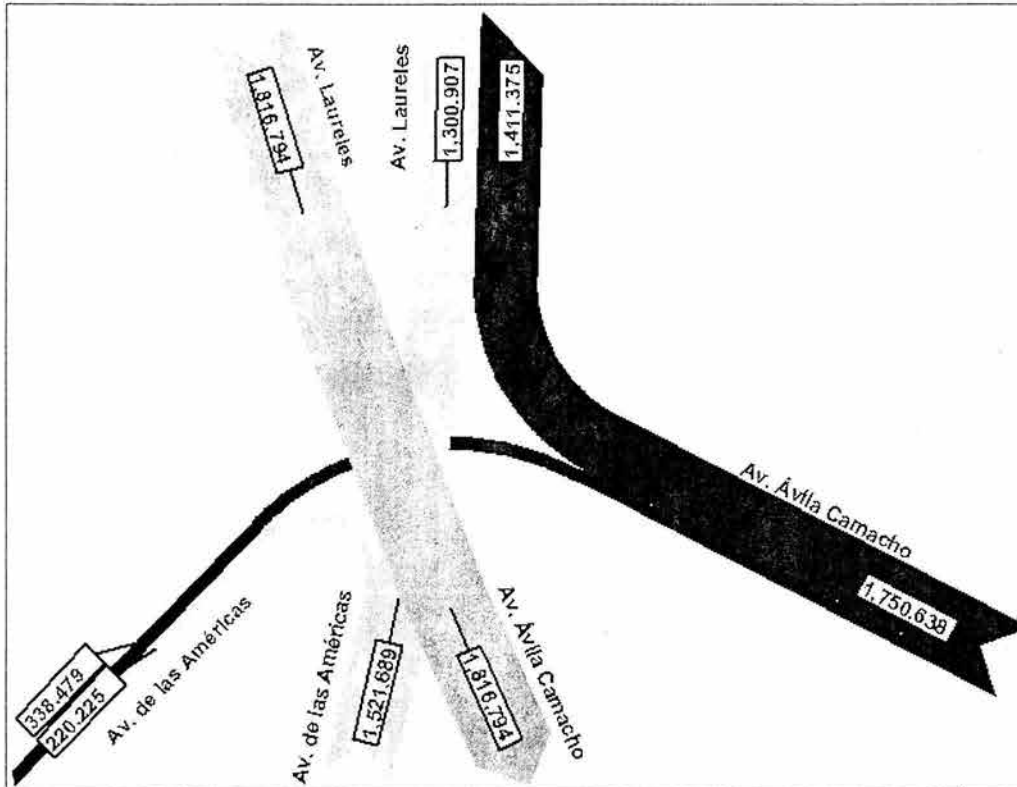 Av. Laureles
1,816.794
Av. Laureles
1,300.907
1,411.375
Av. Ávila Camacho
1,750.638
338.479
220.225
Av. de las Américas
Av. de las Américas
1,521.689
1,816.794
Av. Ávila Camacho